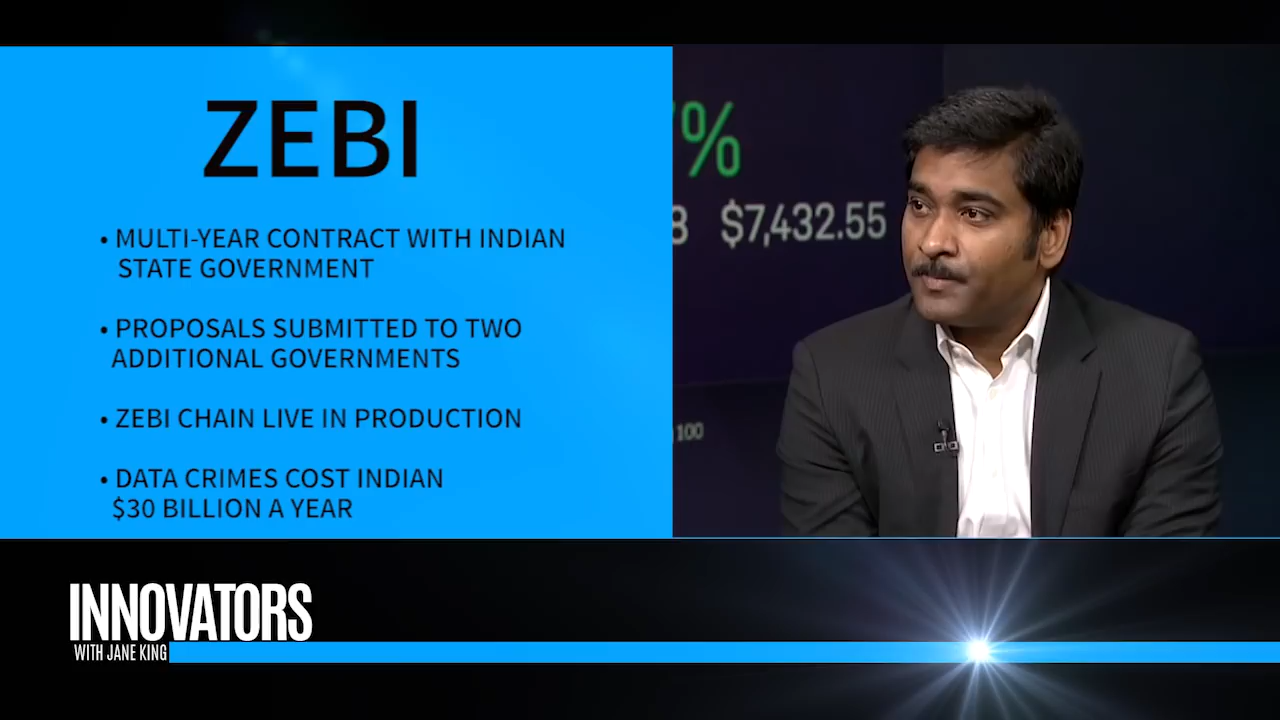 ZEBI
• MULTI-YEAR CONTRACT WITH INDIAN
STATE GOVERNMENT
• PROPOSALS SUBMITTED TO TWO
ADDITIONAL GOVERNMENTS
• ZEBI CHAIN LIVE IN PRODUCTION
• DATA CRIMES COST INDIAN
$30 BILLION A YEAR
%
8 $7,432.55
100
INNOVATORS
WITH JANE KING